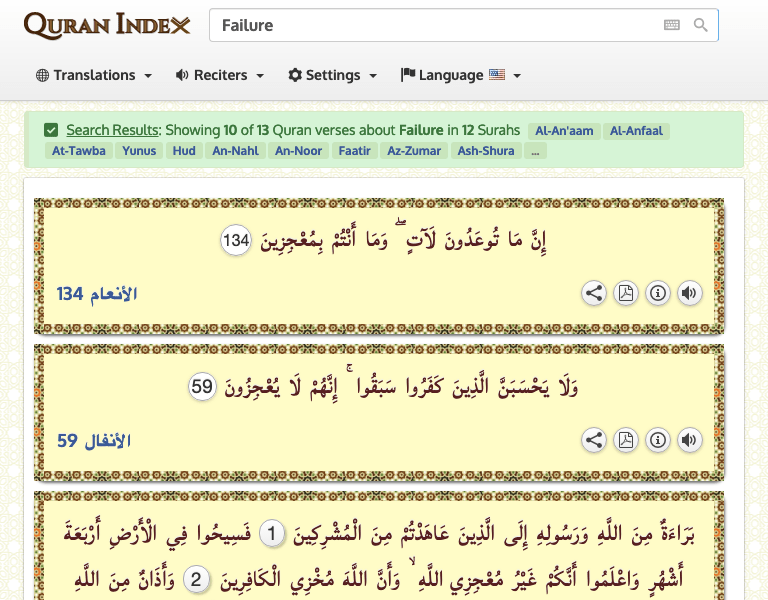 QURAN INDEX
Failure
Translations
Reciters
Settings
Language
Search Results: Showing 10 of 13 Quran verses about Failure in 12 Surahs Al-An'aam Al-Anfaal
At-Tawba Yunus Hud An-Nahl An-Noor Faatir Az-Zumar Ash-Shura ...
إِنَّ مَا تُوعَدُونَ لَآتٍ ۖ وَمَا أَنْتُمْ بِمُعْجِزِينَ 134
الأنعام 134
وَلَا يَحْسَبَنَّ الَّذِينَ كَفَرُوا سَبَقُوا ۚ إِنَّهُمْ لَا يُعْجِزُونَ 59
الأنفال 59
بَرَاءَةٌ مِنَ اللَّهِ وَرَسُولِهِ إِلَى الَّذِينَ عَاهَدْتُمْ مِنَ الْمُشْرِكِينَ 1 فَسِيحُوا فِي الْأَرْضِ أَرْبَعَةَ
أَشْهُرٍ وَاعْلَمُوا أَنَّكُمْ غَيْرُ مُعْجِزِي اللَّهِ ۙ وَأَنَّ اللَّهَ مُخْزِي الْكَافِرِينَ 2 وَأَذَانٌ مِنَ اللَّهِ